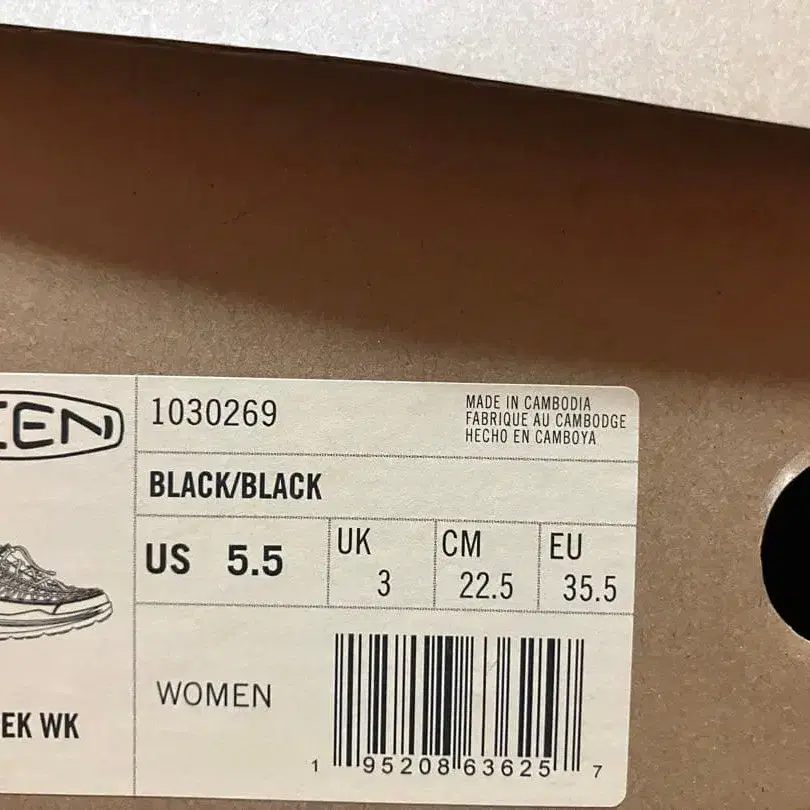 EEN
1030269
MADE IN CAMBODIA
FABRIQUE AU CAMBODGE
HECHO EN CAMBOYA
BLACK/BLACK
US 5.5
UK 3
CM 22.5
EU 35.5
WOMEN
EK WK
1 95208 63625 7